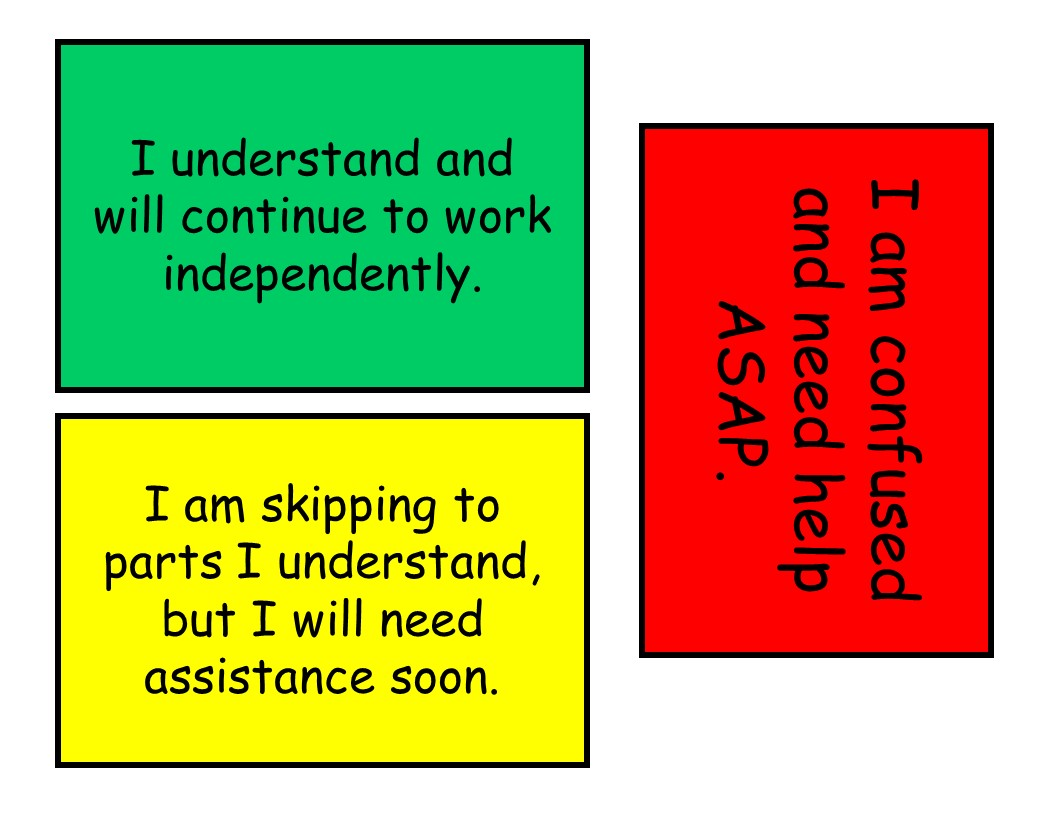 I understand and
will continue to work
independently.
I am skipping to
parts I understand,
but I will need
assistance soon.
I am confused
and need help
ASAP.